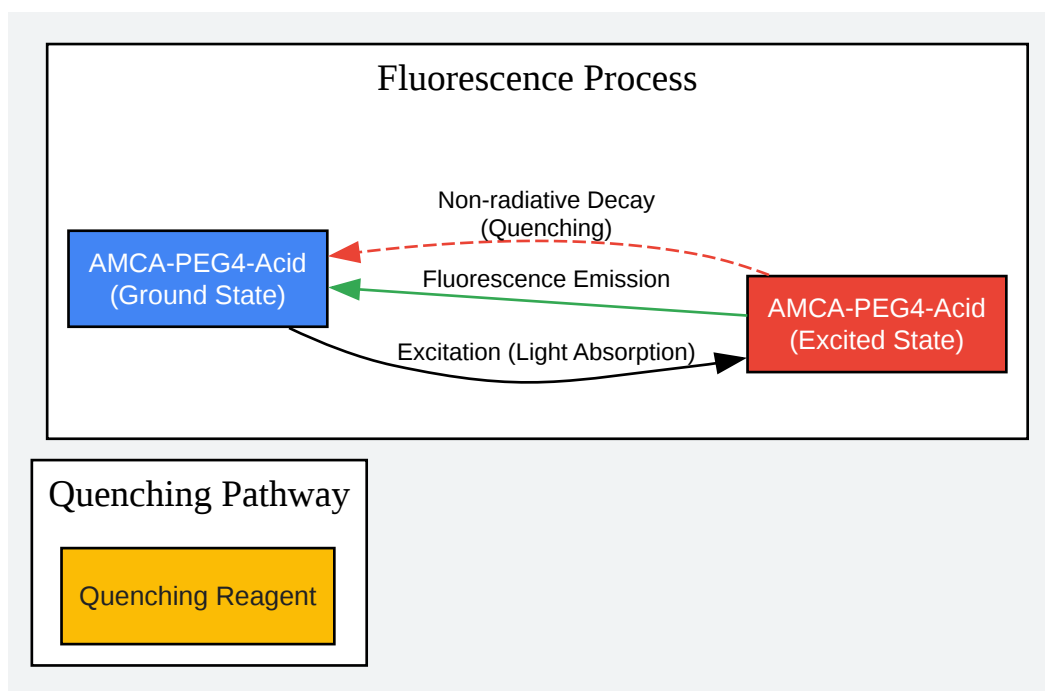 Fluorescence Process
Non-radiative Decay
(Quenching)
AMCA-PEG4-Acid
(Ground State)
Fluorescence Emission
AMCA-PEG4-Acid
(Excited State)
Excitation (Light Absorption)
Quenching Pathway
Quenching Reagent